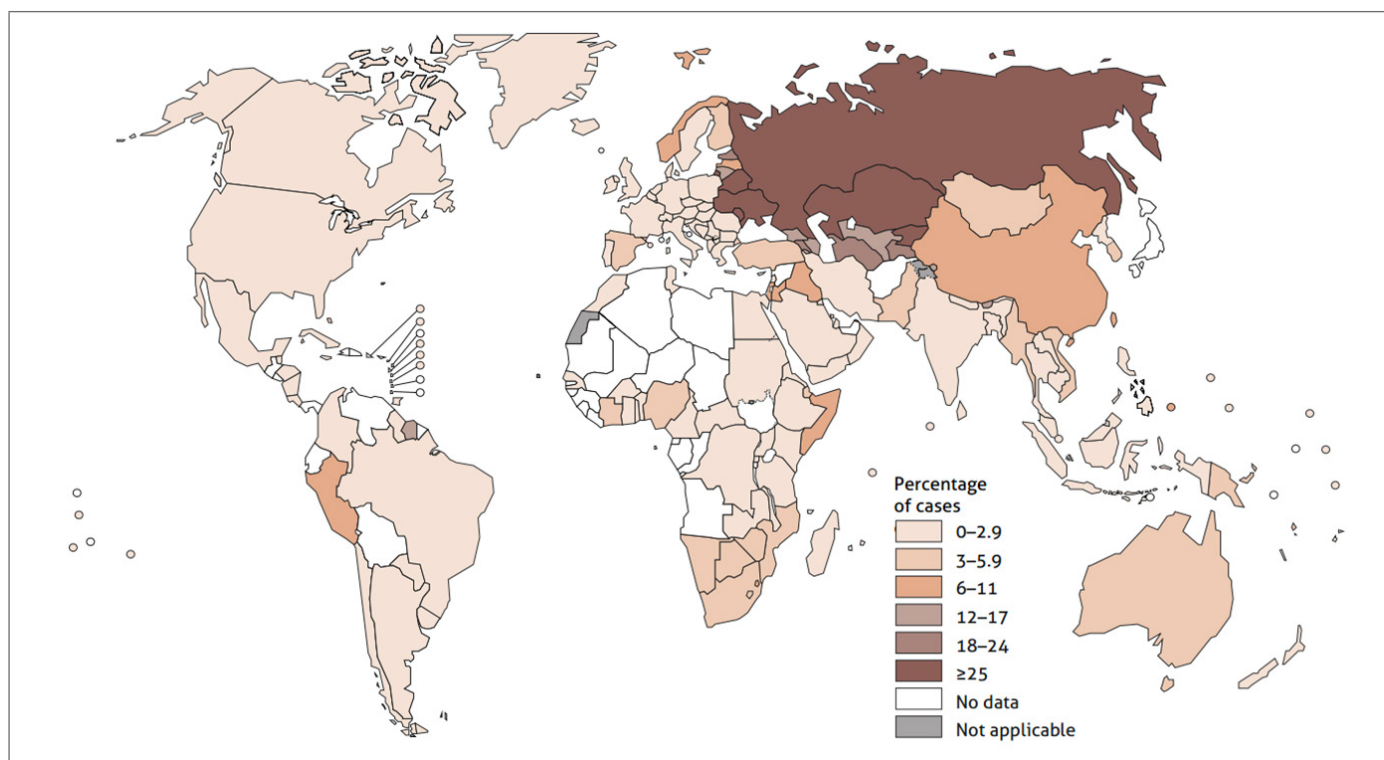 Percentage
of cases
0–2.9
3–5.9
6–11
12–17
18–24
≥25
No data
Not applicable